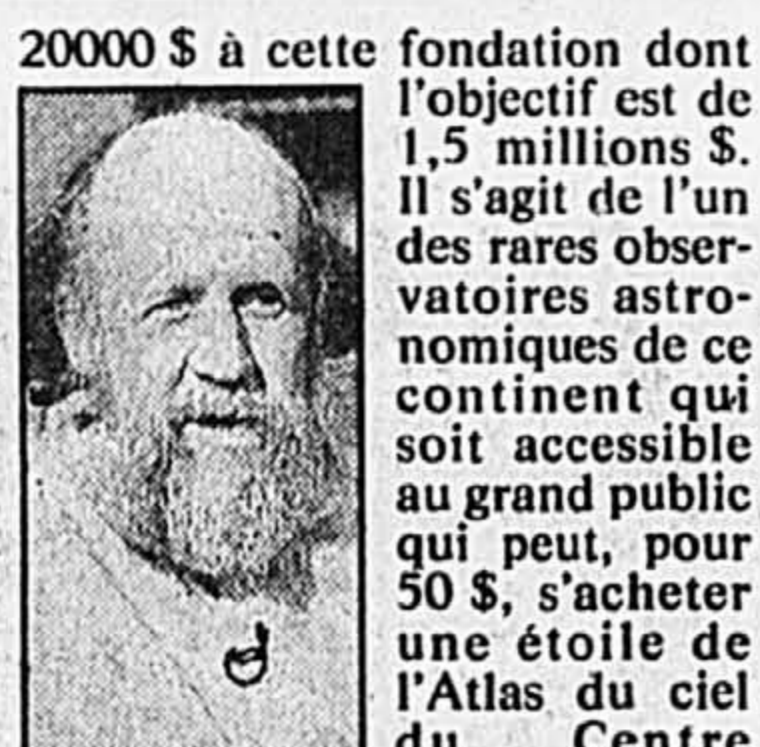 20000 $ à cette fondation dont
l'objectif est de
1,5 millions $.
Il s'agit de l'un
des rares obser-
vatoires astro-
nomiques de ce
continent qui
soit accessible
au grand public
qui peut, pour
50 $, s'acheter
une étoile de
l'Atlas du ciel
du Centre